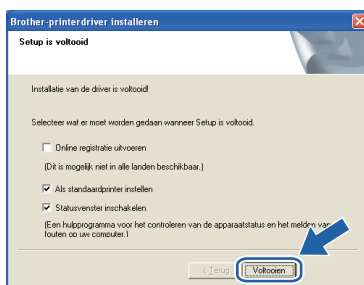 Brother-printerdriver installeren
Setup is voltooid
Installatie van de driver is voltooid!
Selecteer wat er moet worden gedaan wanneer Setup is voltooid.
Online registratie uitvoeren
(Dit is mogelijk niet in alle landen beschikbaar.)
Als standaardprinter instellen
Statusvenster inschakelen
(Een hulpprogramma voor het controleren van de apparaatstatus en het melden van
fouten op uw computer.)
< Terug
Voltooien